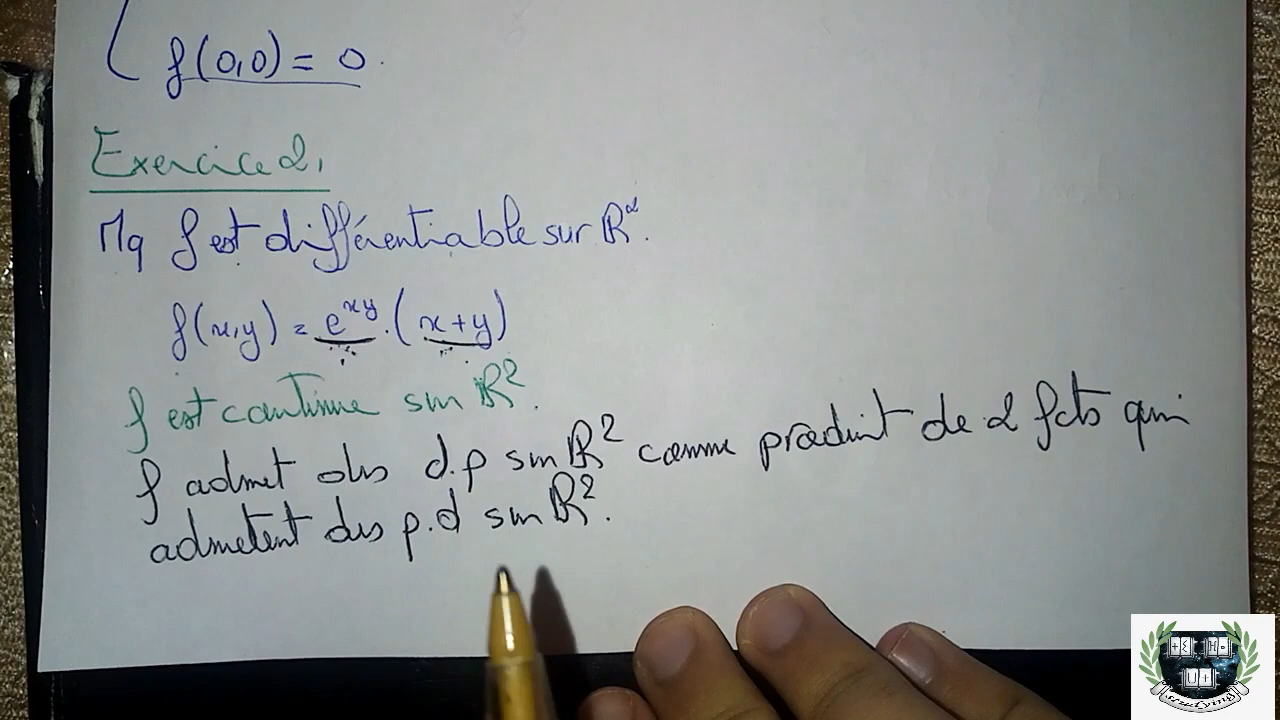 f(0,0) = 0.
Exercice 2,
Mq f est différentiable sur ℝ².
f(x,y) = e^{xy}.(x+y)
f est continue sur ℝ².
f admet des d.p sur ℝ² comme produit de 2 fcts qui
admetent des p.d sur ℝ².